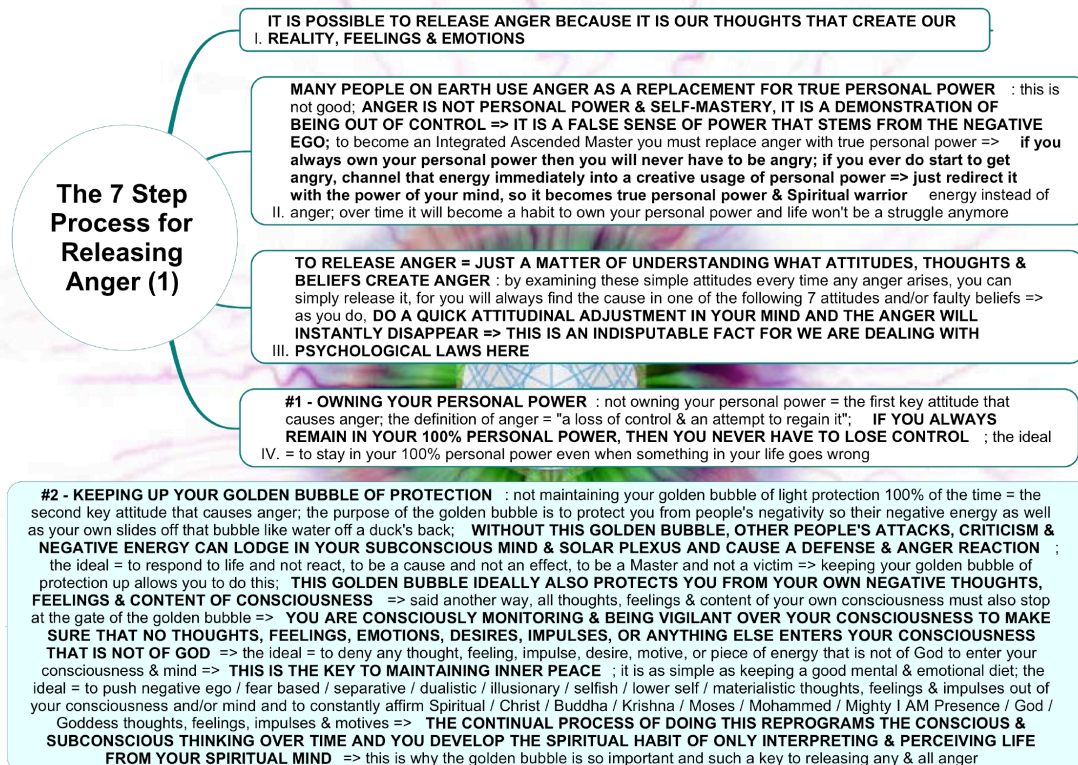 The 7 Step
Process for
Releasing
Anger (1)
IT IS POSSIBLE TO RELEASE ANGER BECAUSE IT IS OUR THOUGHTS THAT CREATE OUR
I. REALITY, FEELINGS & EMOTIONS
MANY PEOPLE ON EARTH USE ANGER AS A REPLACEMENT FOR TRUE PERSONAL POWER : this is
not good; ANGER IS NOT PERSONAL POWER & SELF-MASTERY, IT IS A DEMONSTRATION OF
BEING OUT OF CONTROL => IT IS A FALSE SENSE OF POWER THAT STEMS FROM THE NEGATIVE
EGO; to become an Integrated Ascended Master you must replace anger with true personal power => if you
always own your personal power then you will never have to be angry; if you ever do start to get
angry, channel that energy immediately into a creative usage of personal power => just redirect it
with the power of your mind, so it becomes true personal power & Spiritual warrior energy instead of
II. anger; over time it will become a habit to own your personal power and life won't be a struggle anymore
TO RELEASE ANGER = JUST A MATTER OF UNDERSTANDING WHAT ATTITUDES, THOUGHTS &
BELIEFS CREATE ANGER : by examining these simple attitudes every time any anger arises, you can
simply release it, for you will always find the cause in one of the following 7 attitudes and/or faulty beliefs =>
as you do, DO A QUICK ATTITUDINAL ADJUSTMENT IN YOUR MIND AND THE ANGER WILL
INSTANTLY DISAPPEAR => THIS IS AN INDISPUTABLE FACT FOR WE ARE DEALING WITH
III. PSYCHOLOGICAL LAWS HERE
#1 - OWNING YOUR PERSONAL POWER : not owning your personal power = the first key attitude that
causes anger; the definition of anger = "a loss of control & an attempt to regain it"; IF YOU ALWAYS
REMAIN IN YOUR 100% PERSONAL POWER, THEN YOU NEVER HAVE TO LOSE CONTROL ; the ideal
IV. = to stay in your 100% personal power even when something in your life goes wrong
#2 - KEEPING UP YOUR GOLDEN BUBBLE OF PROTECTION : not maintaining your golden bubble of light protection 100% of the time = the
second key attitude that causes anger; the purpose of the golden bubble is to protect you from people's negativity so their negative energy as well
as your own slides off that bubble like water off a duck's back; WITHOUT THIS GOLDEN BUBBLE, OTHER PEOPLE'S ATTACKS, CRITICISM &
NEGATIVE ENERGY CAN LODGE IN YOUR SUBCONSCIOUS MIND & SOLAR PLEXUS AND CAUSE A DEFENSE & ANGER REACTION ;
the ideal = to respond to life and not react, to be a cause and not an effect, to be a Master and not a victim => keeping your golden bubble of
protection up allows you to do this; THIS GOLDEN BUBBLE IDEALLY ALSO PROTECTS YOU FROM YOUR OWN NEGATIVE THOUGHTS,
FEELINGS & CONTENT OF CONSCIOUSNESS => said another way, all thoughts, feelings & content of your own consciousness must also stop
at the gate of the golden bubble => YOU ARE CONSCIOUSLY MONITORING & BEING VIGILANT OVER YOUR CONSCIOUSNESS TO MAKE
SURE THAT NO THOUGHTS, FEELINGS, EMOTIONS, DESIRES, IMPULSES, OR ANYTHING ELSE ENTERS YOUR CONSCIOUSNESS
THAT IS NOT OF GOD => the ideal = to deny any thought, feeling, impulse, desire, motive, or piece of energy that is not of God to enter your
consciousness & mind => THIS IS THE KEY TO MAINTAINING INNER PEACE ; it is as simple as keeping a good mental & emotional diet; the
ideal = to push negative ego / fear based / separative / dualistic / illusionary / selfish / lower self / materialistic thoughts, feelings & impulses out of
your consciousness and/or mind and to constantly affirm Spiritual / Christ / Buddha / Krishna / Moses / Mohammed / Mighty I AM Presence / God /
Goddess thoughts, feelings, impulses & motives => THE CONTINUAL PROCESS OF DOING THIS REPROGRAMS THE CONSCIOUS &
SUBCONSCIOUS THINKING OVER TIME AND YOU DEVELOP THE SPIRITUAL HABIT OF ONLY INTERPRETING & PERCEIVING LIFE
FROM YOUR SPIRITUAL MIND => this is why the golden bubble is so important and such a key to releasing any & all anger